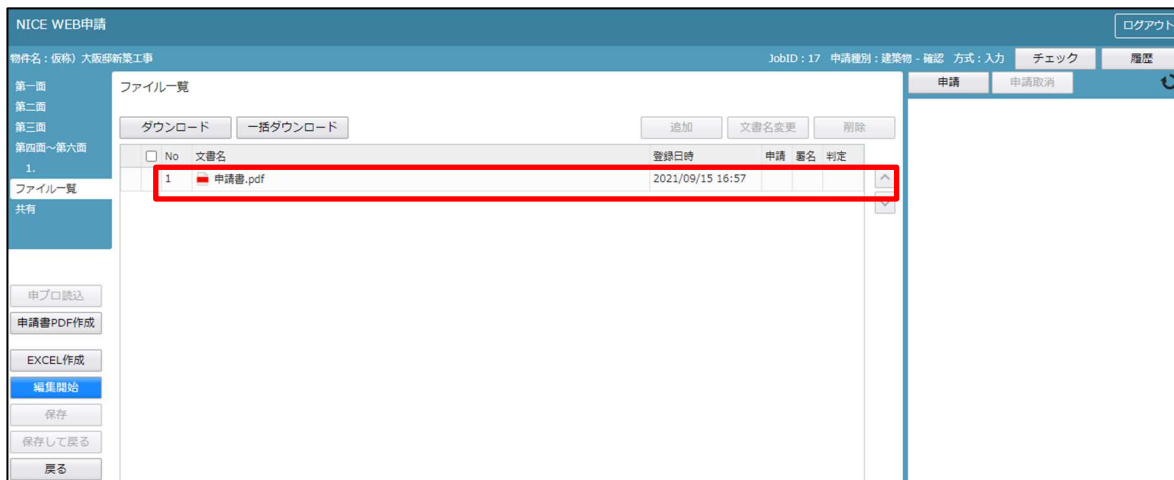 NICE WEB申請
ログアウト
物件名：仮称）大阪邸新築工事
JobID：17 申請種別：建築物 - 確認 方式：入力
チェック
履歴
第一面
第二面
第三面
第四面～第六面
1.
ファイル一覧
共有
申プロ読込
申請書PDF作成
EXCEL作成
編集開始
保存
保存して戻る
戻る
ファイル一覧
ダウンロード
一括ダウンロード
追加
文書名変更
削除
No 文書名 登録日時 申請 署名 判定
1 申請書.pdf 2021/09/15 16:57
申請
申請取消